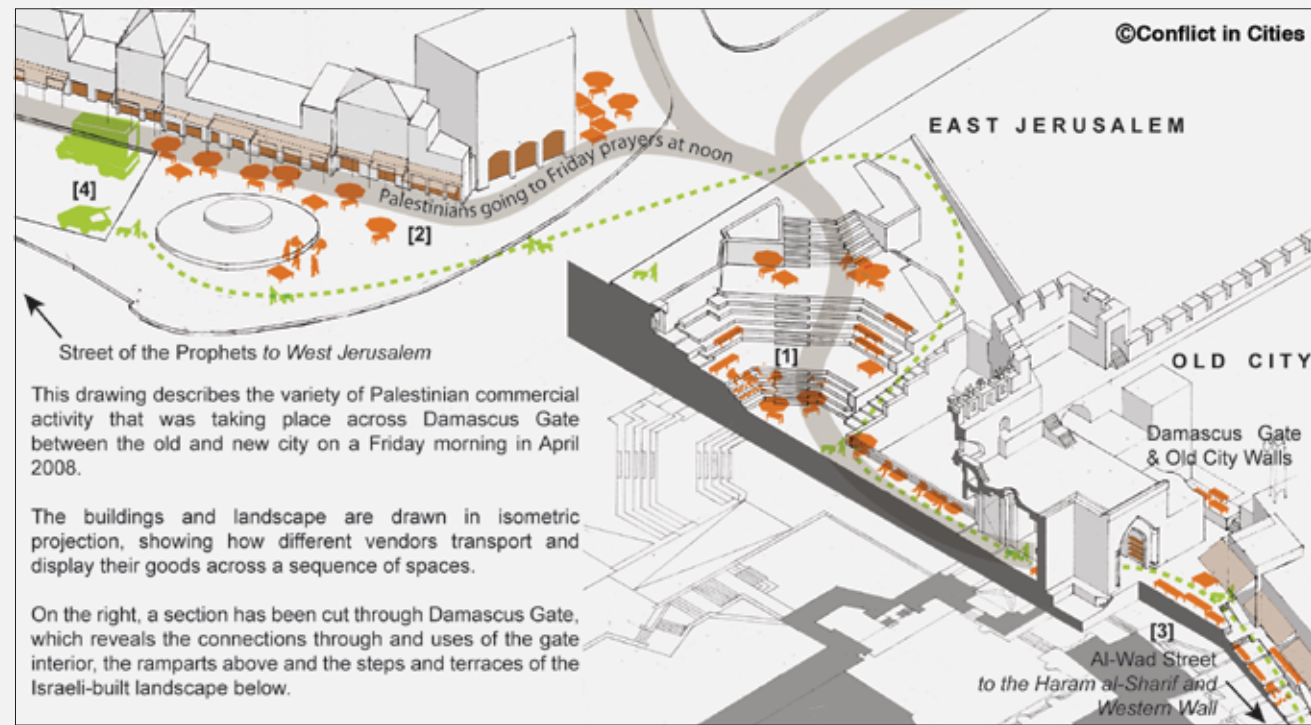 ©Conflict in Cities
EAST JERUSALEM
Palestinians going to Friday prayers at noon
[4]
[2]
[1]
Street of the Prophets to West Jerusalem
OLD CITY
This drawing describes the variety of Palestinian commercial
activity that was taking place across Damascus Gate
between the old and new city on a Friday morning in April
2008.
Damascus Gate
& Old City Walls
The buildings and landscape are drawn in isometric
projection, showing how different vendors transport and
display their goods across a sequence of spaces.
On the right, a section has been cut through Damascus Gate,
which reveals the connections through and uses of the gate
interior, the ramparts above and the steps and terraces of the
Israeli-built landscape below.
[3]
Al-Wad Street
to the Haram al-Sharif and
Western Wall